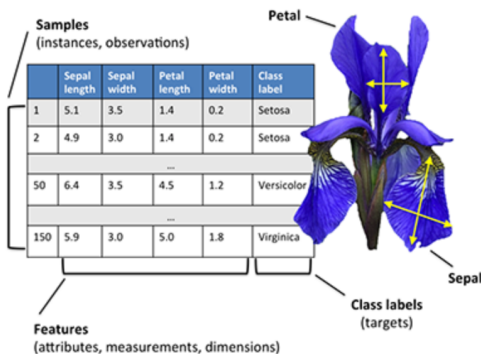 Samples
(instances, observations)
Petal
Sepal length Sepal width Petal length Petal width Class label
1 5.1 3.5 1.4 0.2 Setosa
2 4.9 3.0 1.4 0.2 Setosa
...
50 6.4 3.5 4.5 1.2 Versicolor
...
150 5.9 3.0 5.0 1.8 Virginica
Sepal
Class labels
(targets)
Features
(attributes, measurements, dimensions)